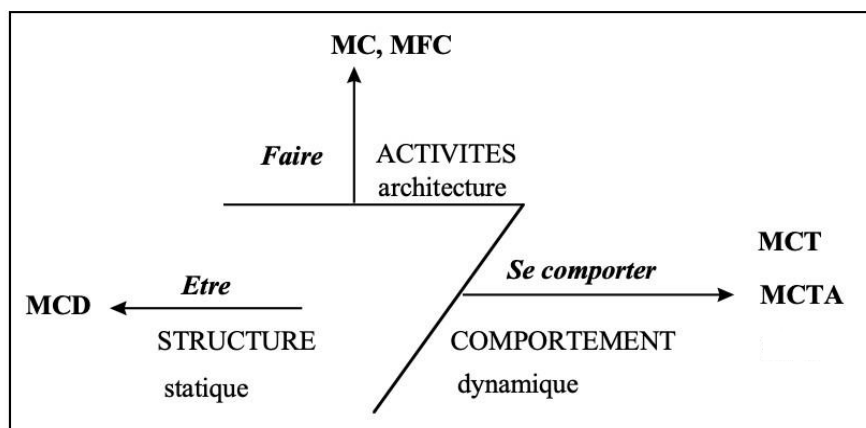 MC, MFC
Faire
ACTIVITES
architecture
MCT
Se comporter
Etre
MCD
MCTA
STRUCTURE
COMPORTEMENT
statique
dynamique